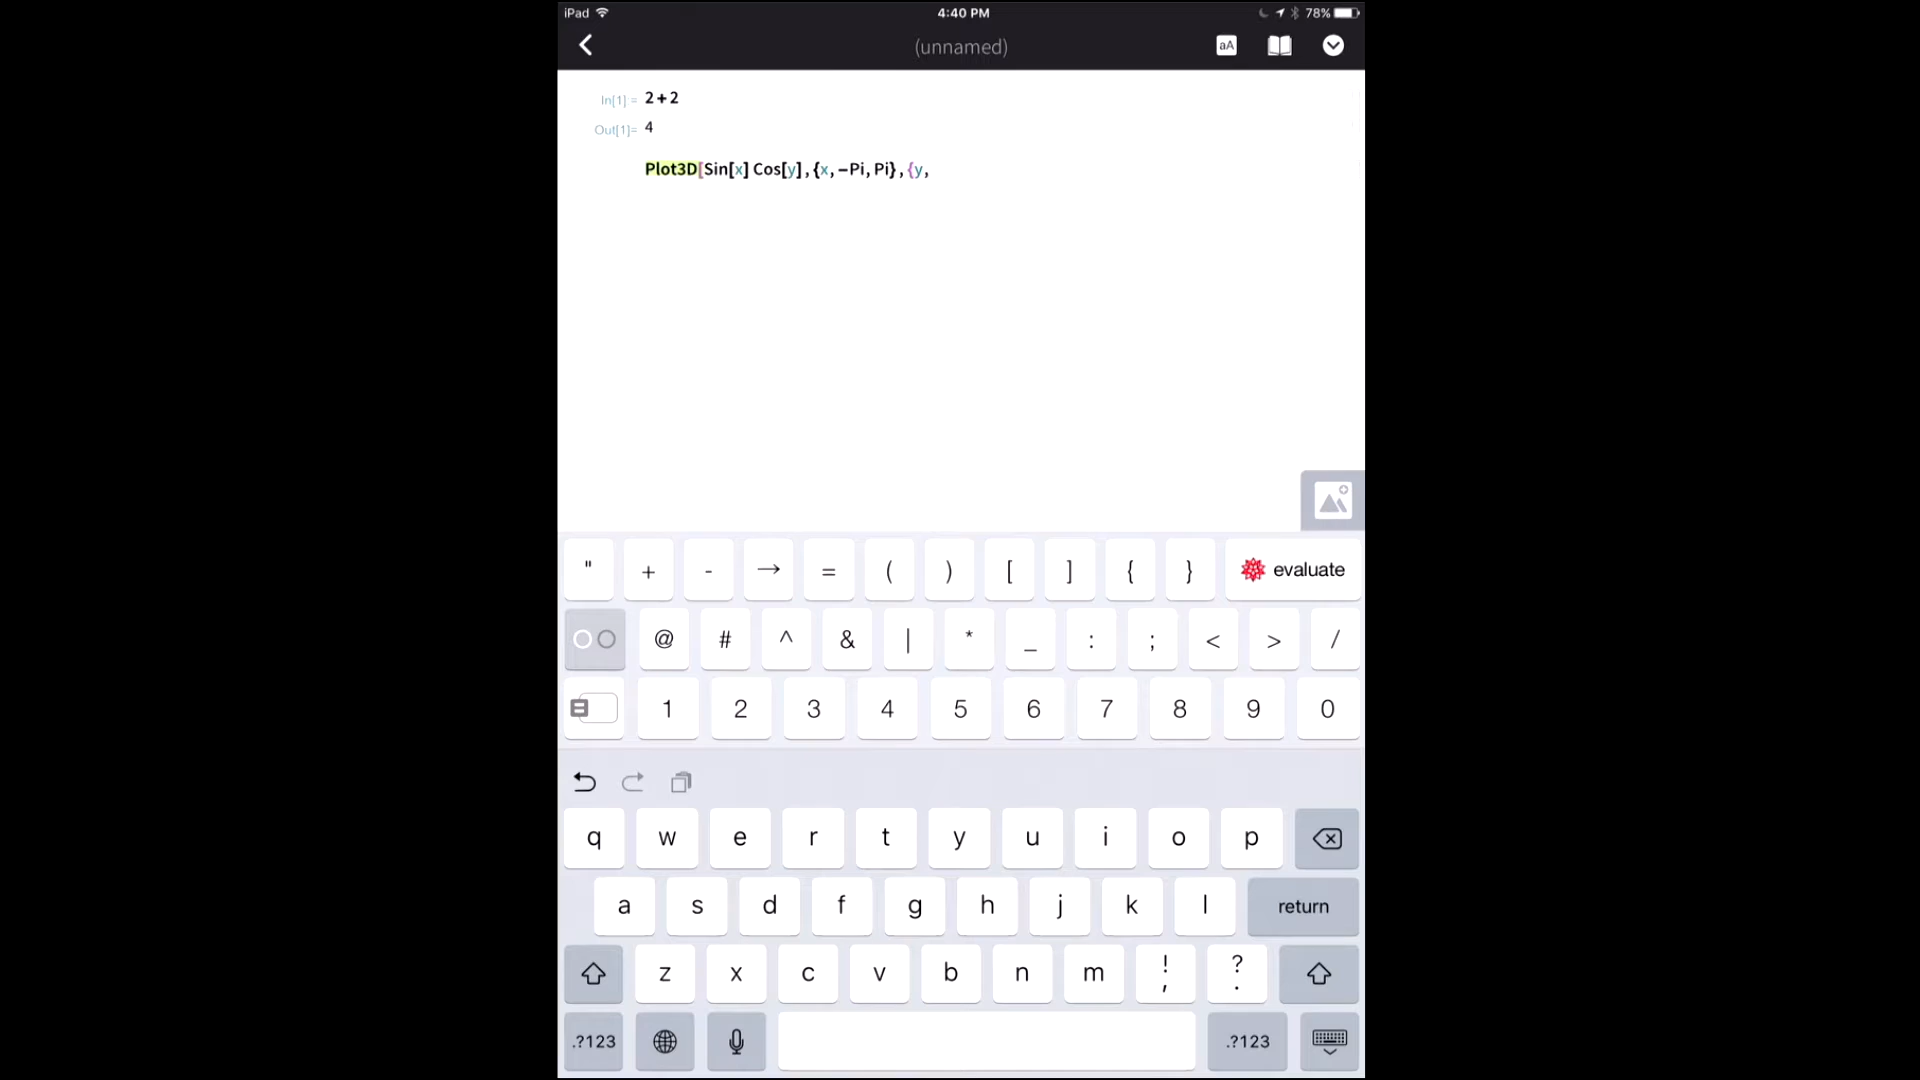 iPad 4:40 PM 78%
(unnamed) aA
In[1] = 2+2
Out[1]= 4
Plot3D[Sin[x] Cos[y], {x, –Pi, Pi}, {y,
" + - → = ( ) [ ] { } evaluate
@ # ^ & | * _ : ; < > /
1 2 3 4 5 6 7 8 9 0
q w e r t y u i o p
a s d f g h j k l return
z x c v b n m ! , ? .
.?123 .?123